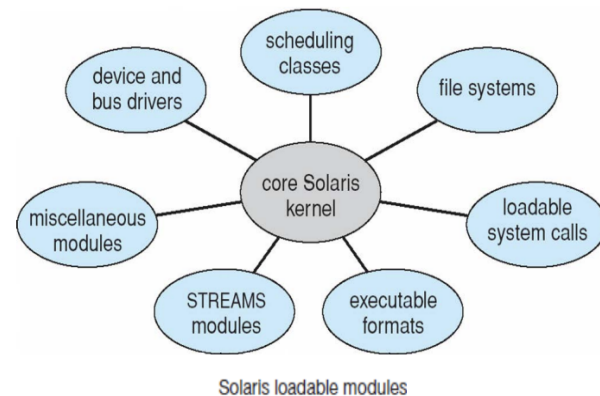 scheduling
classes
device and
bus drivers
file systems
core Solaris
kernel
miscellaneous
modules
loadable
system calls
STREAMS
modules
executable
formats
Solaris loadable modules